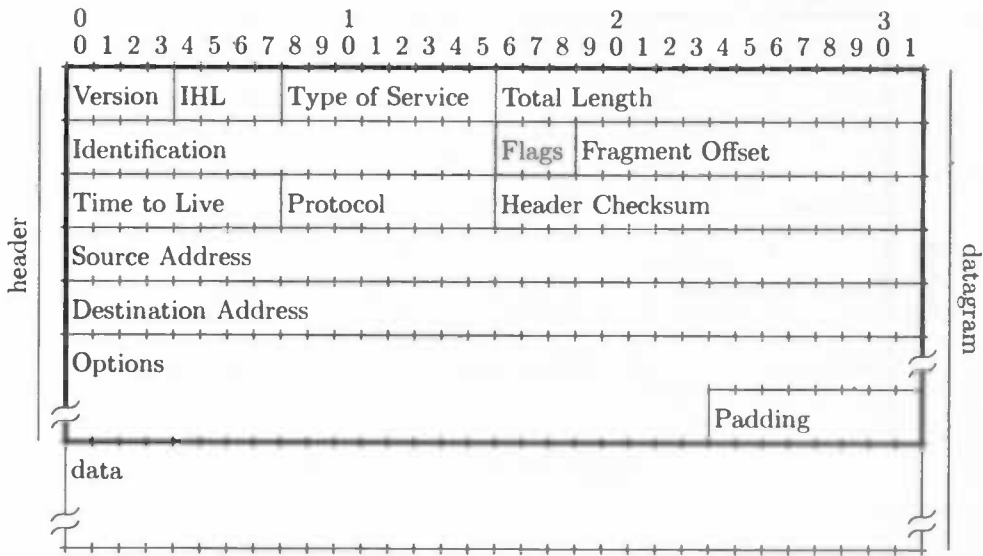 0 1 2 3
0 1 2 3 4 5 6 7 8 9 0 1 2 3 4 5 6 7 8 9 0 1 2 3 4 5 6 7 8 9 0 1
Version IHL Type of Service Total Length
Identification Flags Fragment Offset
Time to Live Protocol Header Checksum
Source Address
Destination Address
Options
Padding
data
header
datagram